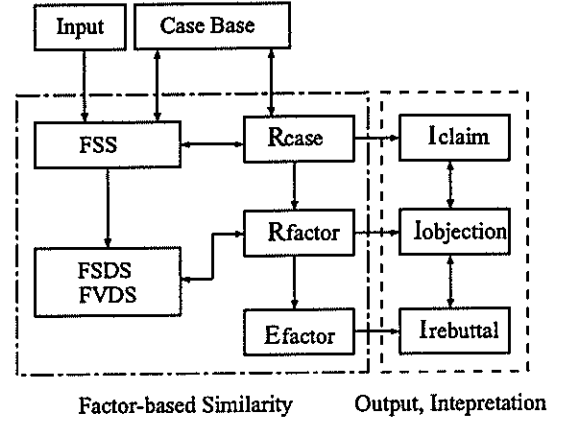 Input
Case Base
FSS
Rcase
Iclaim
Rfactor
Iobjection
FSDS
FVDS
Efactor
Irebuttal
Factor-based Similarity
Output, Intepretation